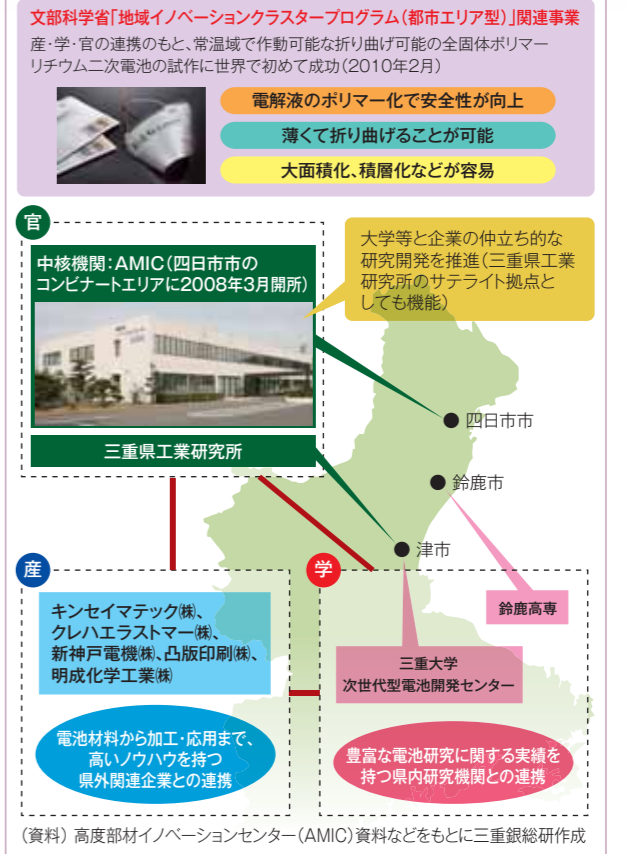 文部科学省「地域イノベーションクラスタープログラム(都市エリア型)」関連事業
産・学・官の連携のもと、常温域で作動可能な折り曲げ可能の全固体ポリマー
リチウム二次電池の試作に世界で初めて成功(2010年2月)
電解液のポリマー化で安全性が向上
薄くて折り曲げることが可能
大面積化、積層化などが容易
官
中核機関:AMIC(四日市市の
コンビナートエリアに2008年3月開所)
三重県工業研究所
大学等と企業の仲立ち的な
研究開発を推進(三重県工業
研究所のサテライト拠点と
しても機能)
四日市市
鈴鹿市
津市
鈴鹿高専
産
キンセイマテック㈱、
クレハエラストマー㈱、
新神戸電機㈱、凸版印刷㈱、
明成化学工業㈱
電池材料から加工・応用まで、
高いノウハウを持つ
県外関連企業との連携
学
三重大学
次世代型電池開発センター
豊富な電池研究に関する実績を
持つ県内研究機関との連携
(資料)高度部材イノベーションセンター(AMIC)資料などをもとに三重銀総研作成